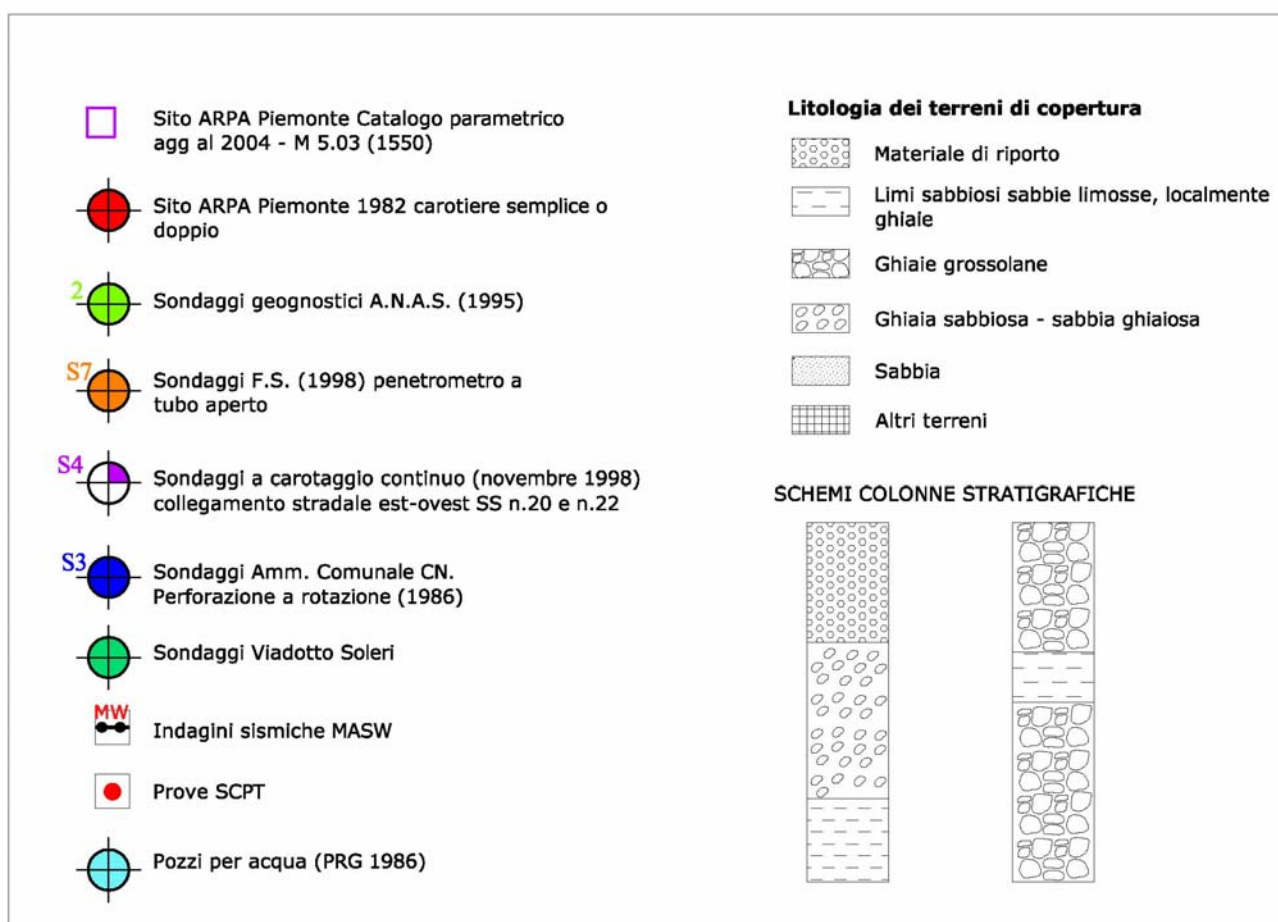 Sito ARPA Piemonte Catalogo parametrico
agg al 2004 - M 5.03 (1550)
Sito ARPA Piemonte 1982 carotiere semplice o
doppio
2
Sondaggi geognostici A.N.A.S. (1995)
S7
Sondaggi F.S. (1998) penetrometro a
tubo aperto
S4
Sondaggi a carotaggio continuo (novembre 1998)
collegamento stradale est-ovest SS n.20 e n.22
S3
Sondaggi Amm. Comunale CN.
Perforazione a rotazione (1986)
Sondaggi Viadotto Soleri
MW
Indagini sismiche MASW
Prove SCPT
Pozzi per acqua (PRG 1986)
Litologia dei terreni di copertura
Materiale di riporto
Limi sabbiosi sabbie limosse, localmente
ghiaie
Ghiaie grossolane
Ghiaia sabbiosa - sabbia ghiaiosa
Sabbia
Altri terreni
SCHEMI COLONNE STRATIGRAFICHE